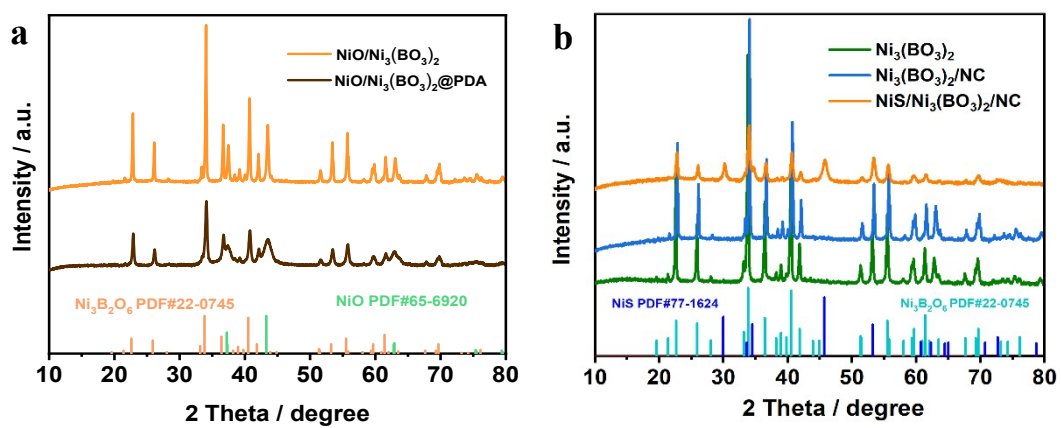 a
NiO/Ni₃(BO₃)₂
NiO/Ni₃(BO₃)₂@PDA
Intensity / a.u.
Ni₃B₂O₆ PDF#22-0745
NiO PDF#65-6920
10 20 30 40 50 60 70 80
2 Theta / degree
b
Ni₃(BO₃)₂
Ni₃(BO₃)₂/NC
NiS/Ni₃(BO₃)₂/NC
Intensity / a.u.
NiS PDF#77-1624
Ni₃B₂O₆ PDF#22-0745
10 20 30 40 50 60 70 80
2 Theta / degree